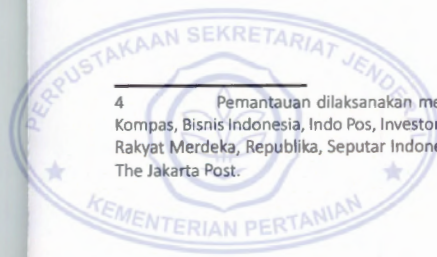 PERPUSTAKAAN SEKRETARIAT JENDE
4 Pemantauan dilaksanakan me
Kompas, Bisnis Indonesia, Indo Pos, Investor
Rakyat Merdeka, Republika, Seputar Indone
The Jakarta Post.
KEMENTERIAN PERTANIAN